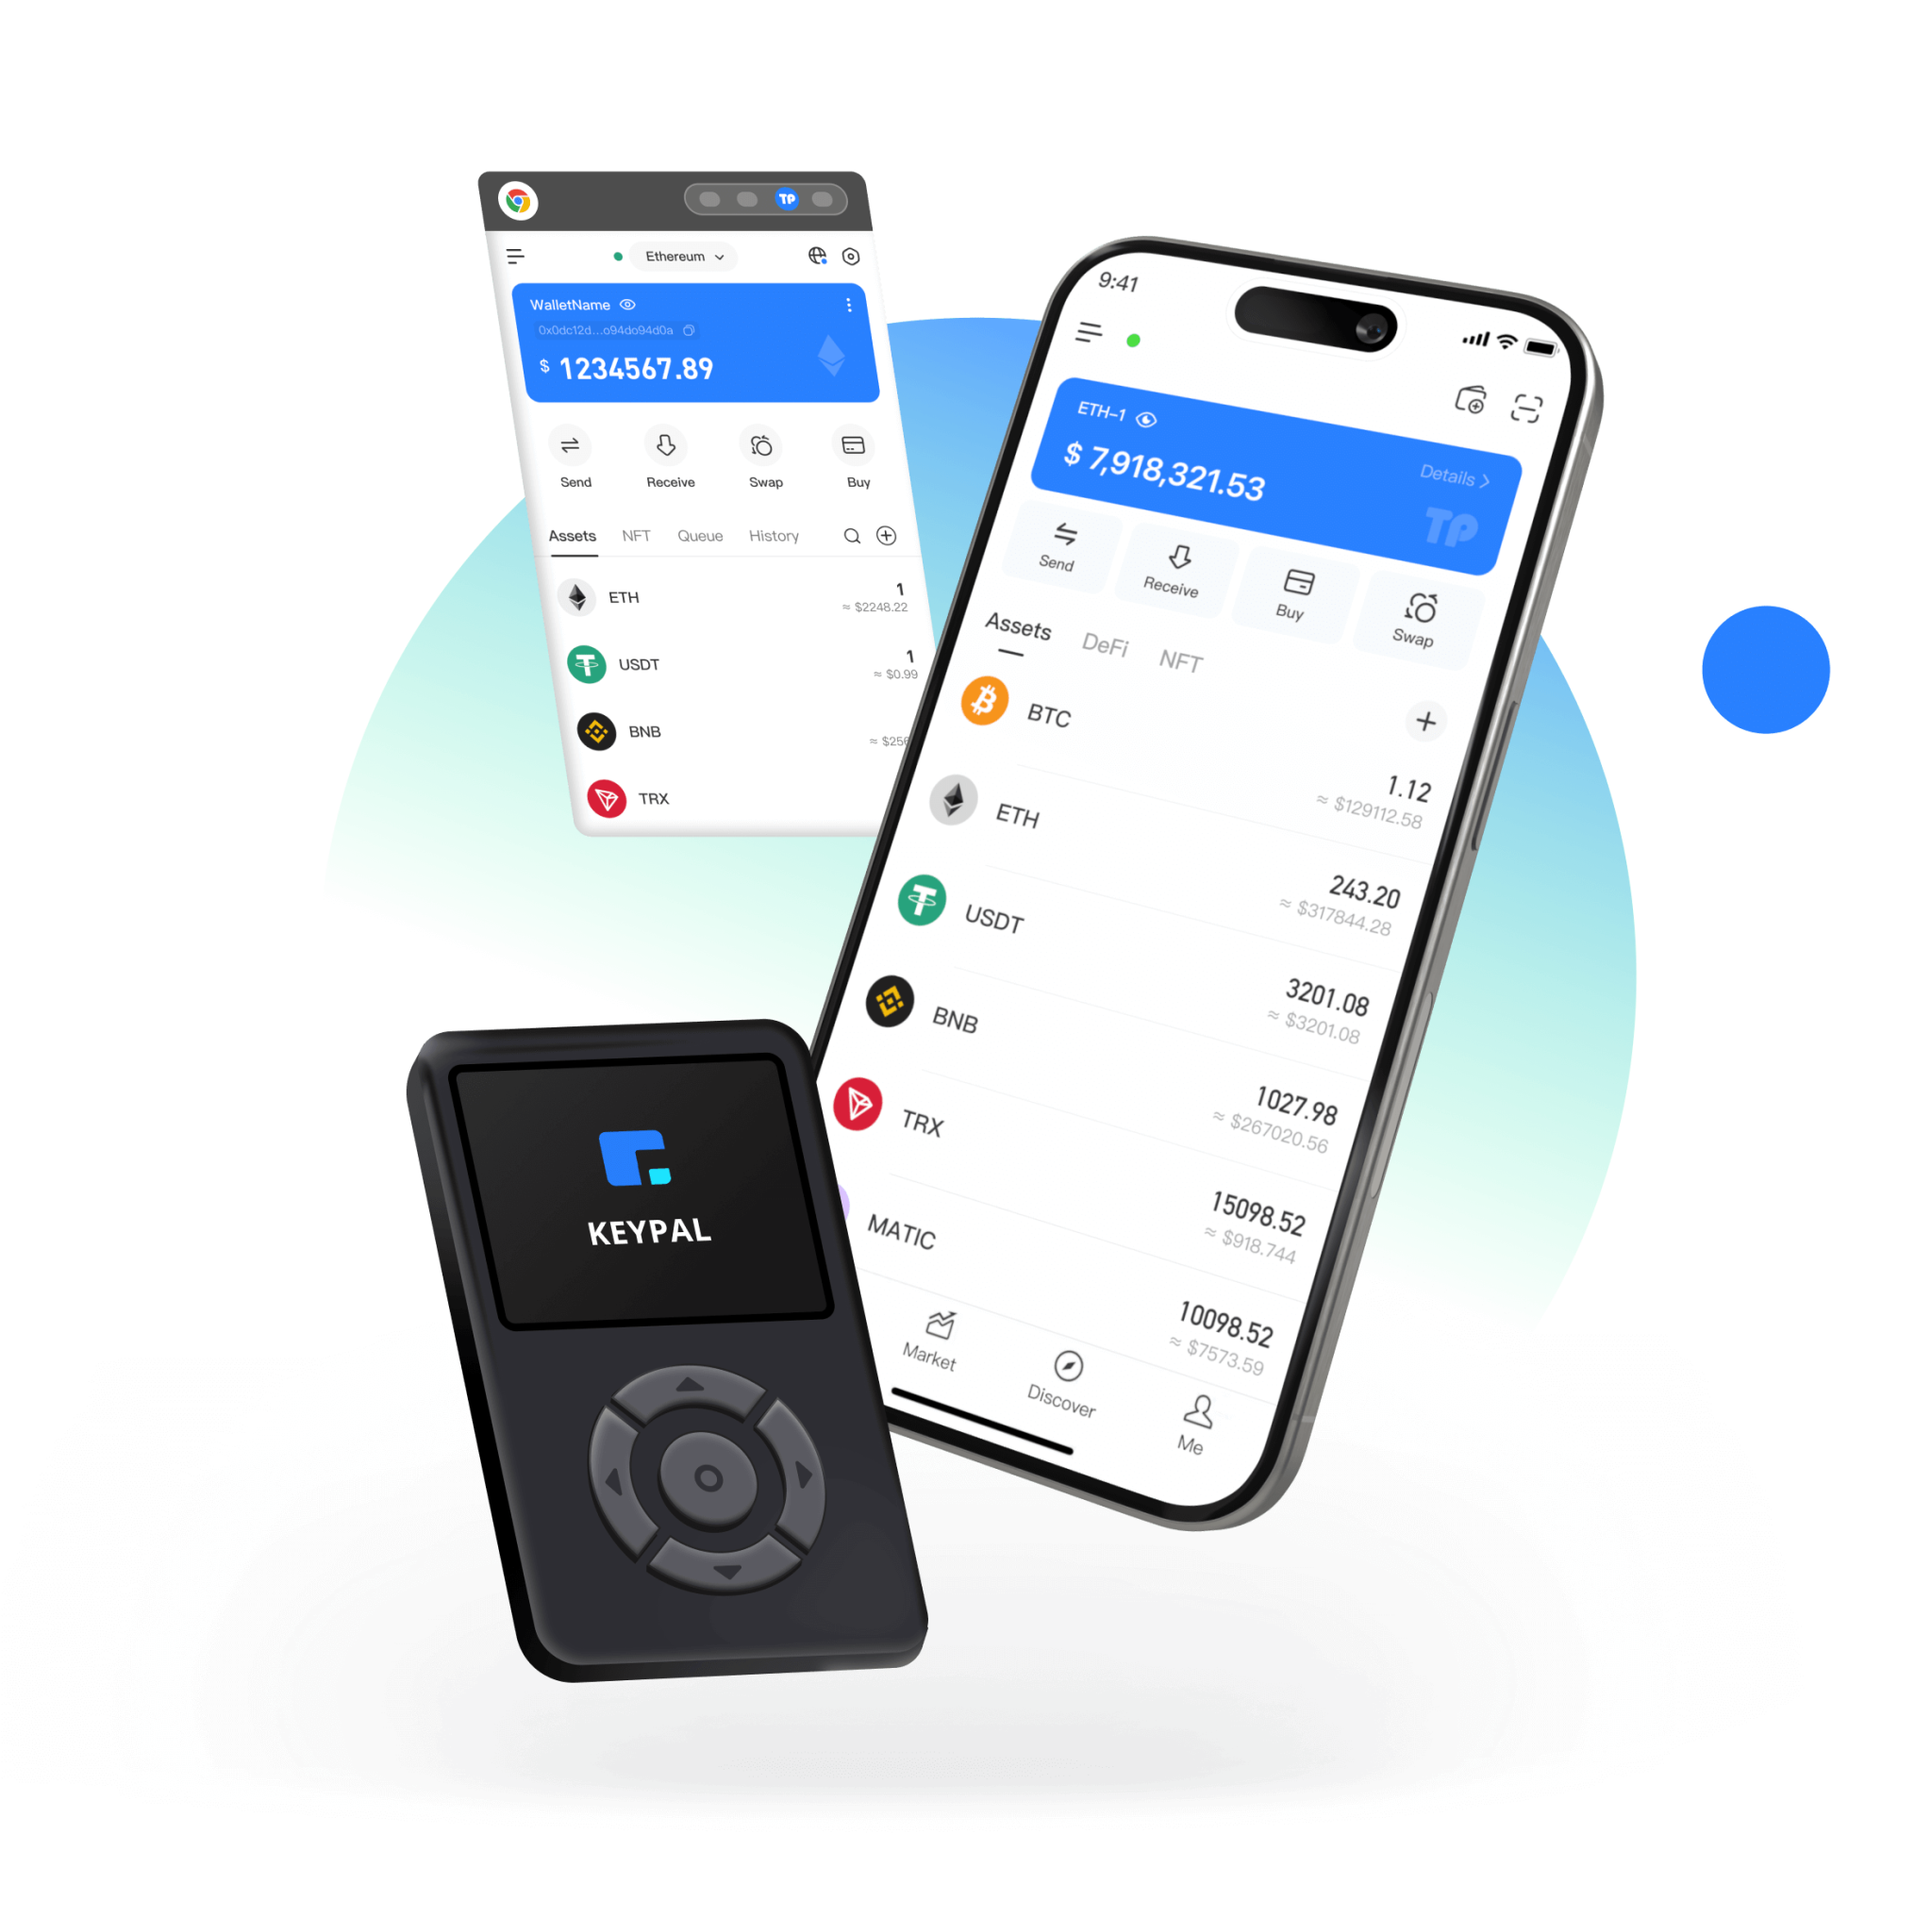 TP
Ethereum
WalletName
0x0dc12d...o94do94d0a
$ 1234567.89
Send Receive Swap Buy
Assets NFT Queue History
ETH 1
≈ $2248.22
USDT 1
≈ $0.99
BNB
≈ $256
TRX
9:41
ETH-1
$ 7,918,321.53
Details >
TP
Send Receive Buy Swap
Assets DeFi NFT
BTC
1.12
≈ $129112.58
ETH
243.20
≈ $317844.28
USDT
3201.08
≈ $3201.08
BNB
1027.98
≈ $267020.56
TRX
15098.52
≈ $918.744
MATIC
10098.52
≈ $7573.59
Market Discover Me
KEYPAL